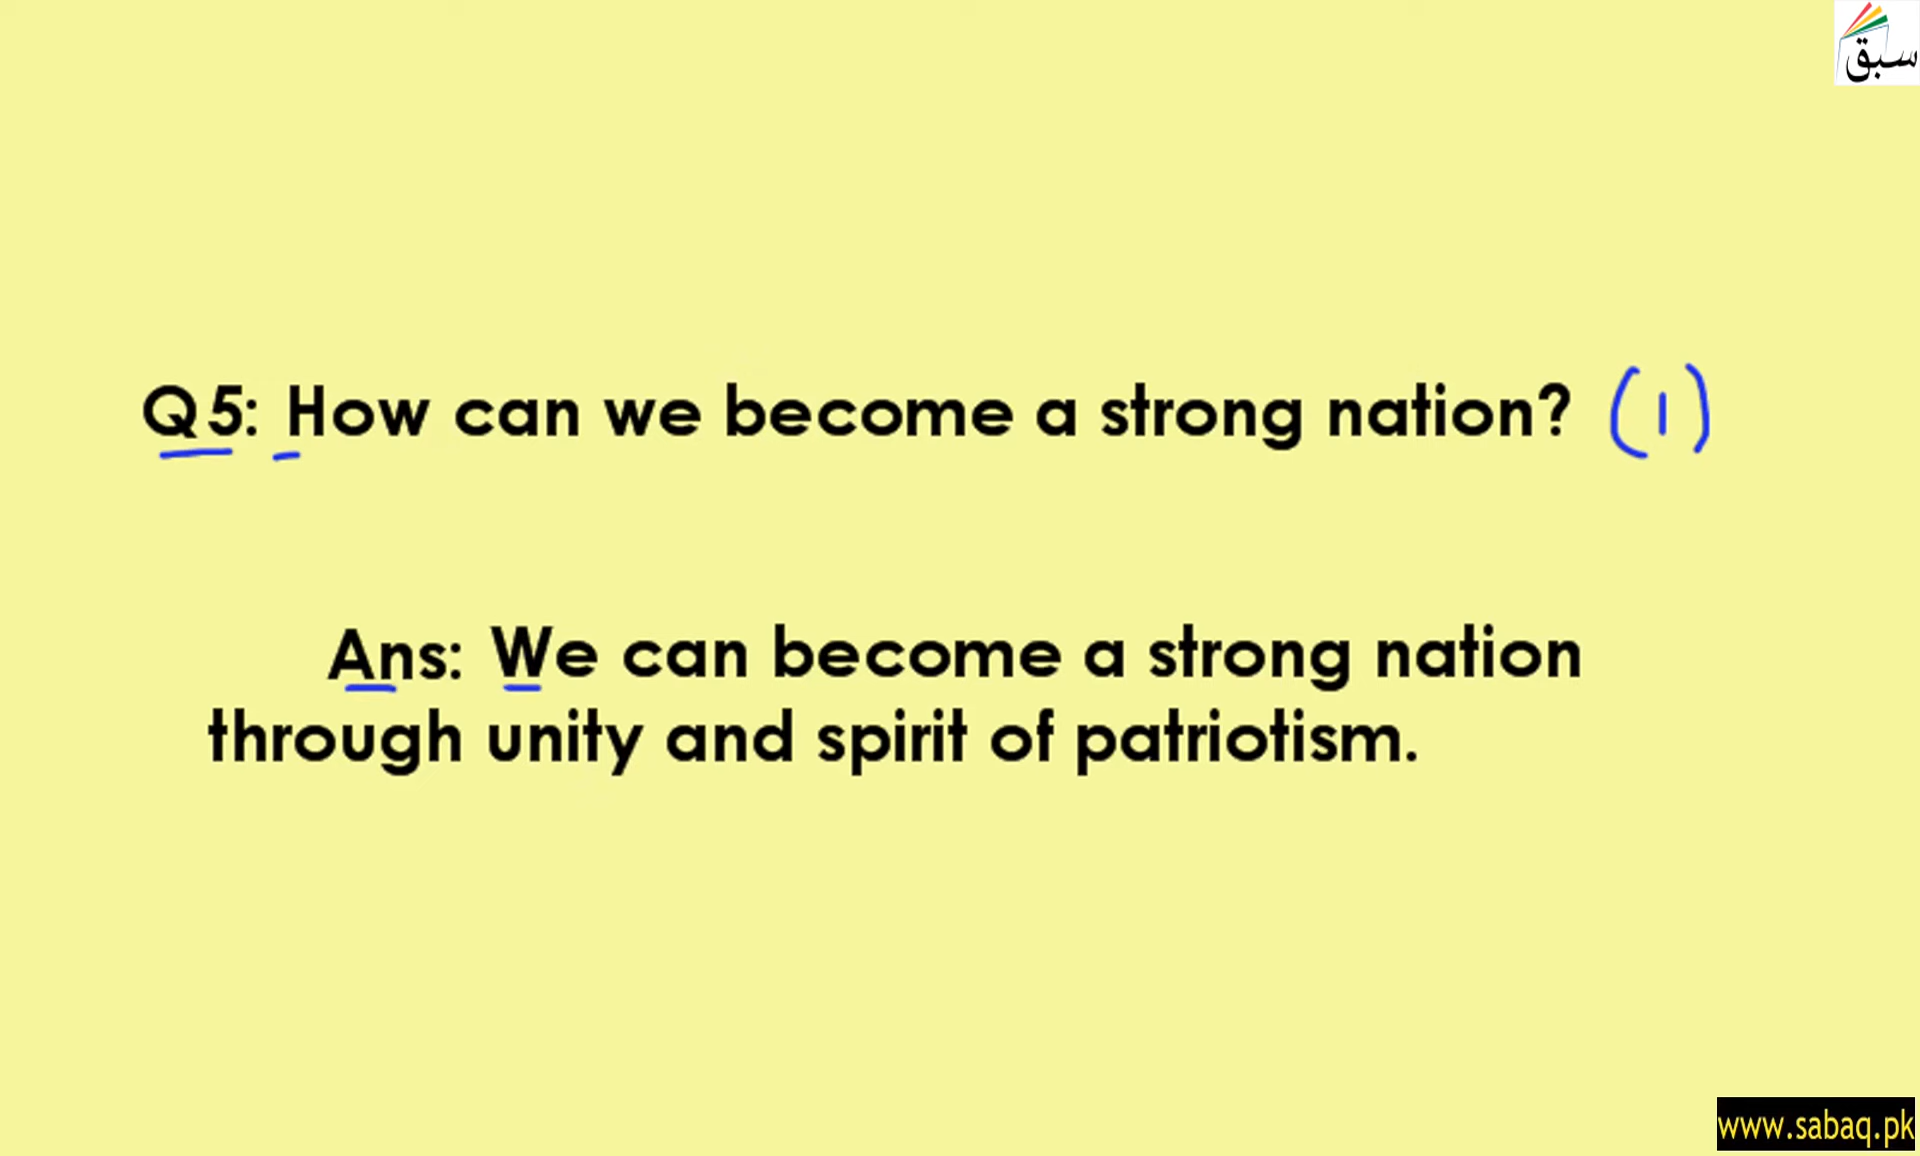 سبق
Q5: How can we become a strong nation? (1)
Ans: We can become a strong nation
through unity and spirit of patriotism.
www.sabaq.pk